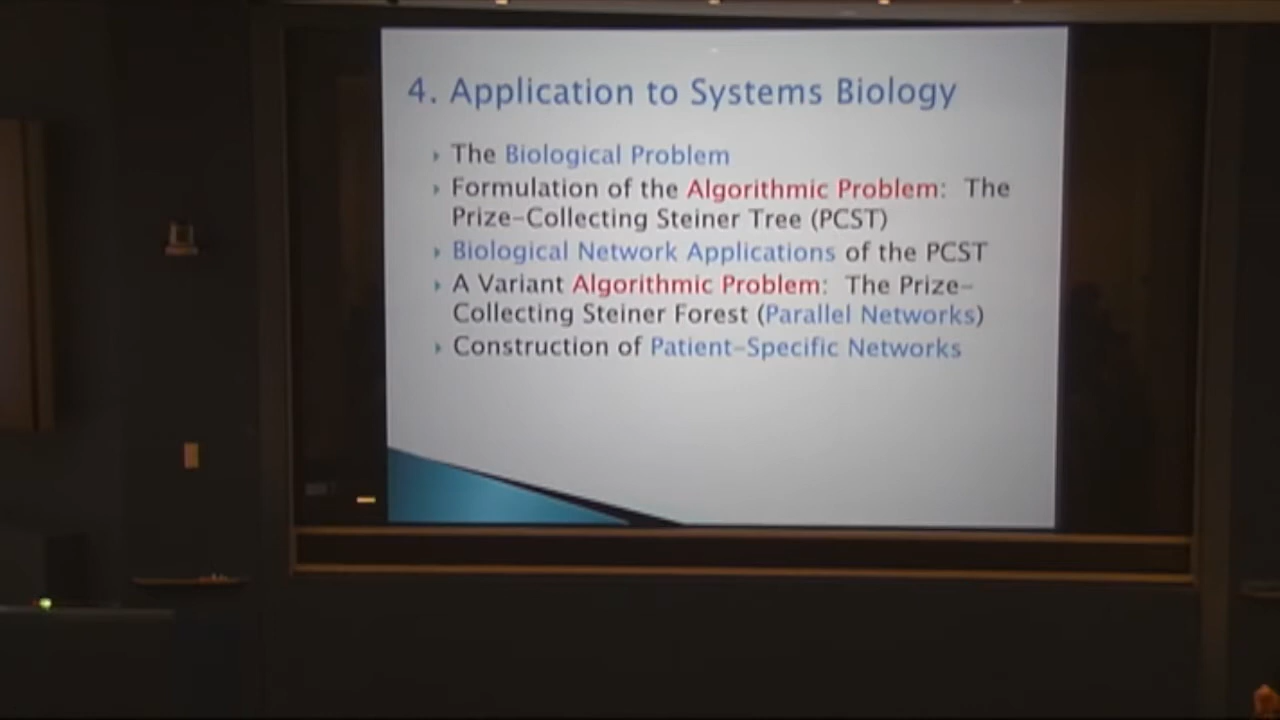 4. Application to Systems Biology
The Biological Problem
Formulation of the Algorithmic Problem: The
Prize-Collecting Steiner Tree (PCST)
Biological Network Applications of the PCST
A Variant Algorithmic Problem: The Prize-
Collecting Steiner Forest (Parallel Networks)
Construction of Patient-Specific Networks